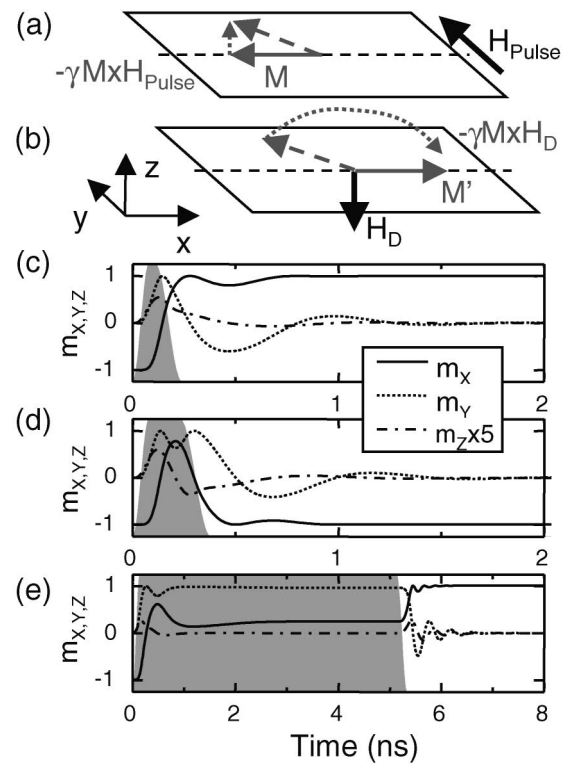 (a)
H_Pulse
-γMxH_Pulse
M
(b)
-γMxH_D
M'
z
y
x
H_D
(c)
m_X,Y,Z
1
0
-1
0
1
2
m_X
m_Y
m_Zx5
(d)
m_X,Y,Z
1
0
-1
0
1
2
(e)
m_X,Y,Z
1
0
-1
0
2
4
6
8
Time (ns)